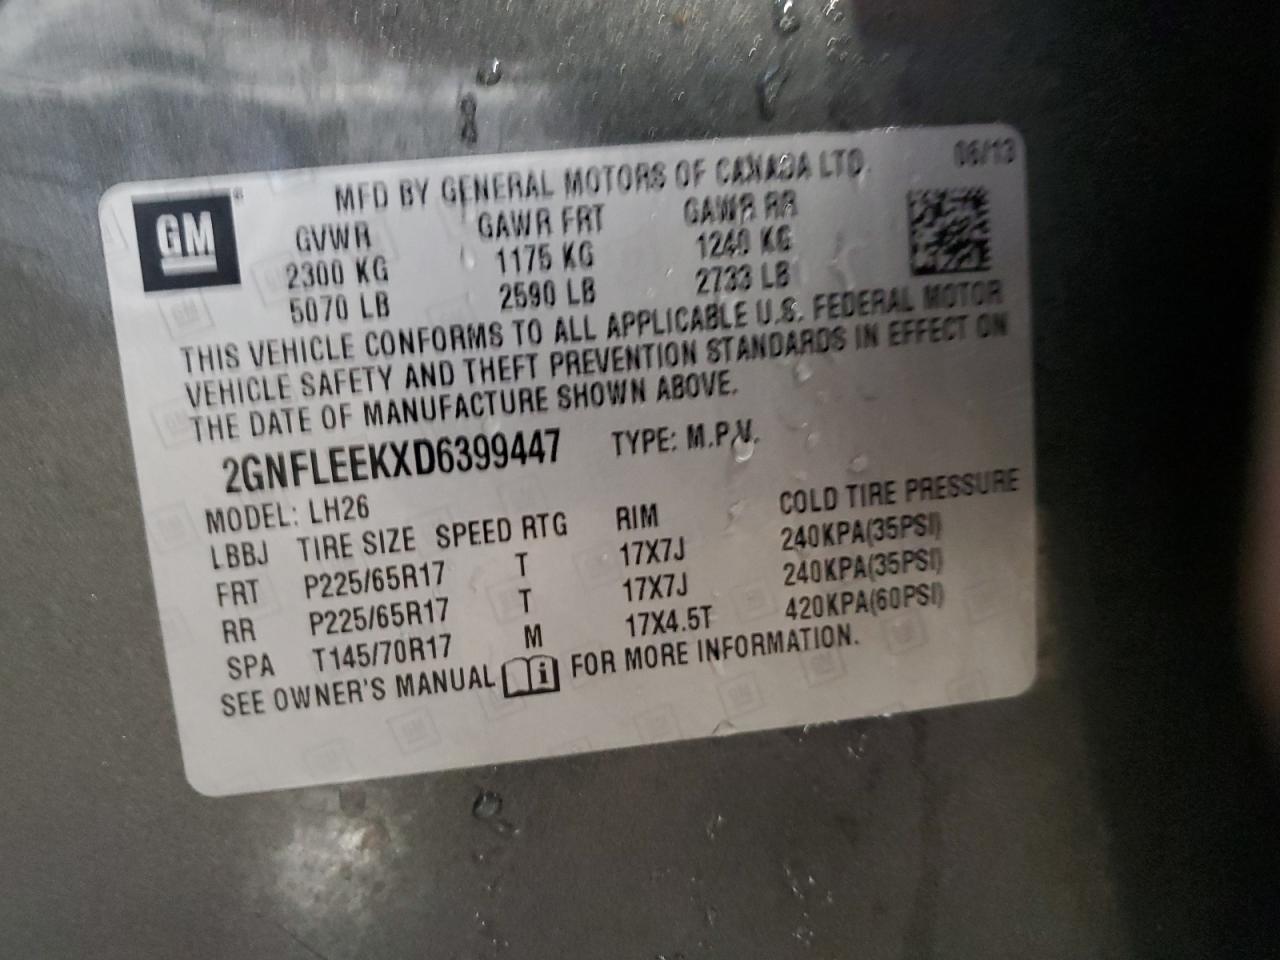 MFD BY GENERAL MOTORS OF CANADA LTD. 06/13
GM®
GVWR GAWR FRT GAWR RR
2300 KG 1175 KG 1240 KG
5070 LB 2590 LB 2733 LB
THIS VEHICLE CONFORMS TO ALL APPLICABLE U.S. FEDERAL MOTOR
VEHICLE SAFETY AND THEFT PREVENTION STANDARDS IN EFFECT ON
THE DATE OF MANUFACTURE SHOWN ABOVE.
2GNFLEEKXD6399447 TYPE: M.P.V.
MODEL: LH26
LBBJ TIRE SIZE SPEED RTG RIM COLD TIRE PRESSURE
FRT P225/65R17 T 17X7J 240KPA(35PSI)
RR P225/65R17 T 17X7J 240KPA(35PSI)
SPA T145/70R17 M 17X4.5T 420KPA(60PSI)
SEE OWNER'S MANUAL FOR MORE INFORMATION.